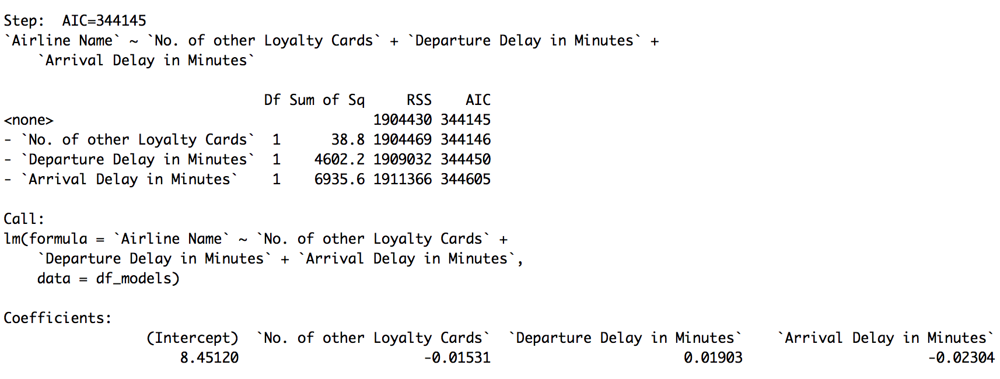 Step:  AIC=344145
`Airline Name` ~ `No. of other Loyalty Cards` + `Departure Delay in Minutes` +
    `Arrival Delay in Minutes`
                               Df Sum of Sq     RSS    AIC
<none>                                      1904430 344145
- `No. of other Loyalty Cards`  1      38.8 1904469 344146
- `Departure Delay in Minutes`  1    4602.2 1909032 344450
- `Arrival Delay in Minutes`    1    6935.6 1911366 344605
Call:
lm(formula = `Airline Name` ~ `No. of other Loyalty Cards` +
    `Departure Delay in Minutes` + `Arrival Delay in Minutes`,
    data = df_models)
Coefficients:
                 (Intercept)  `No. of other Loyalty Cards`  `Departure Delay in Minutes`    `Arrival Delay in Minutes`
                     8.45120                      -0.01531                       0.01903                      -0.02304